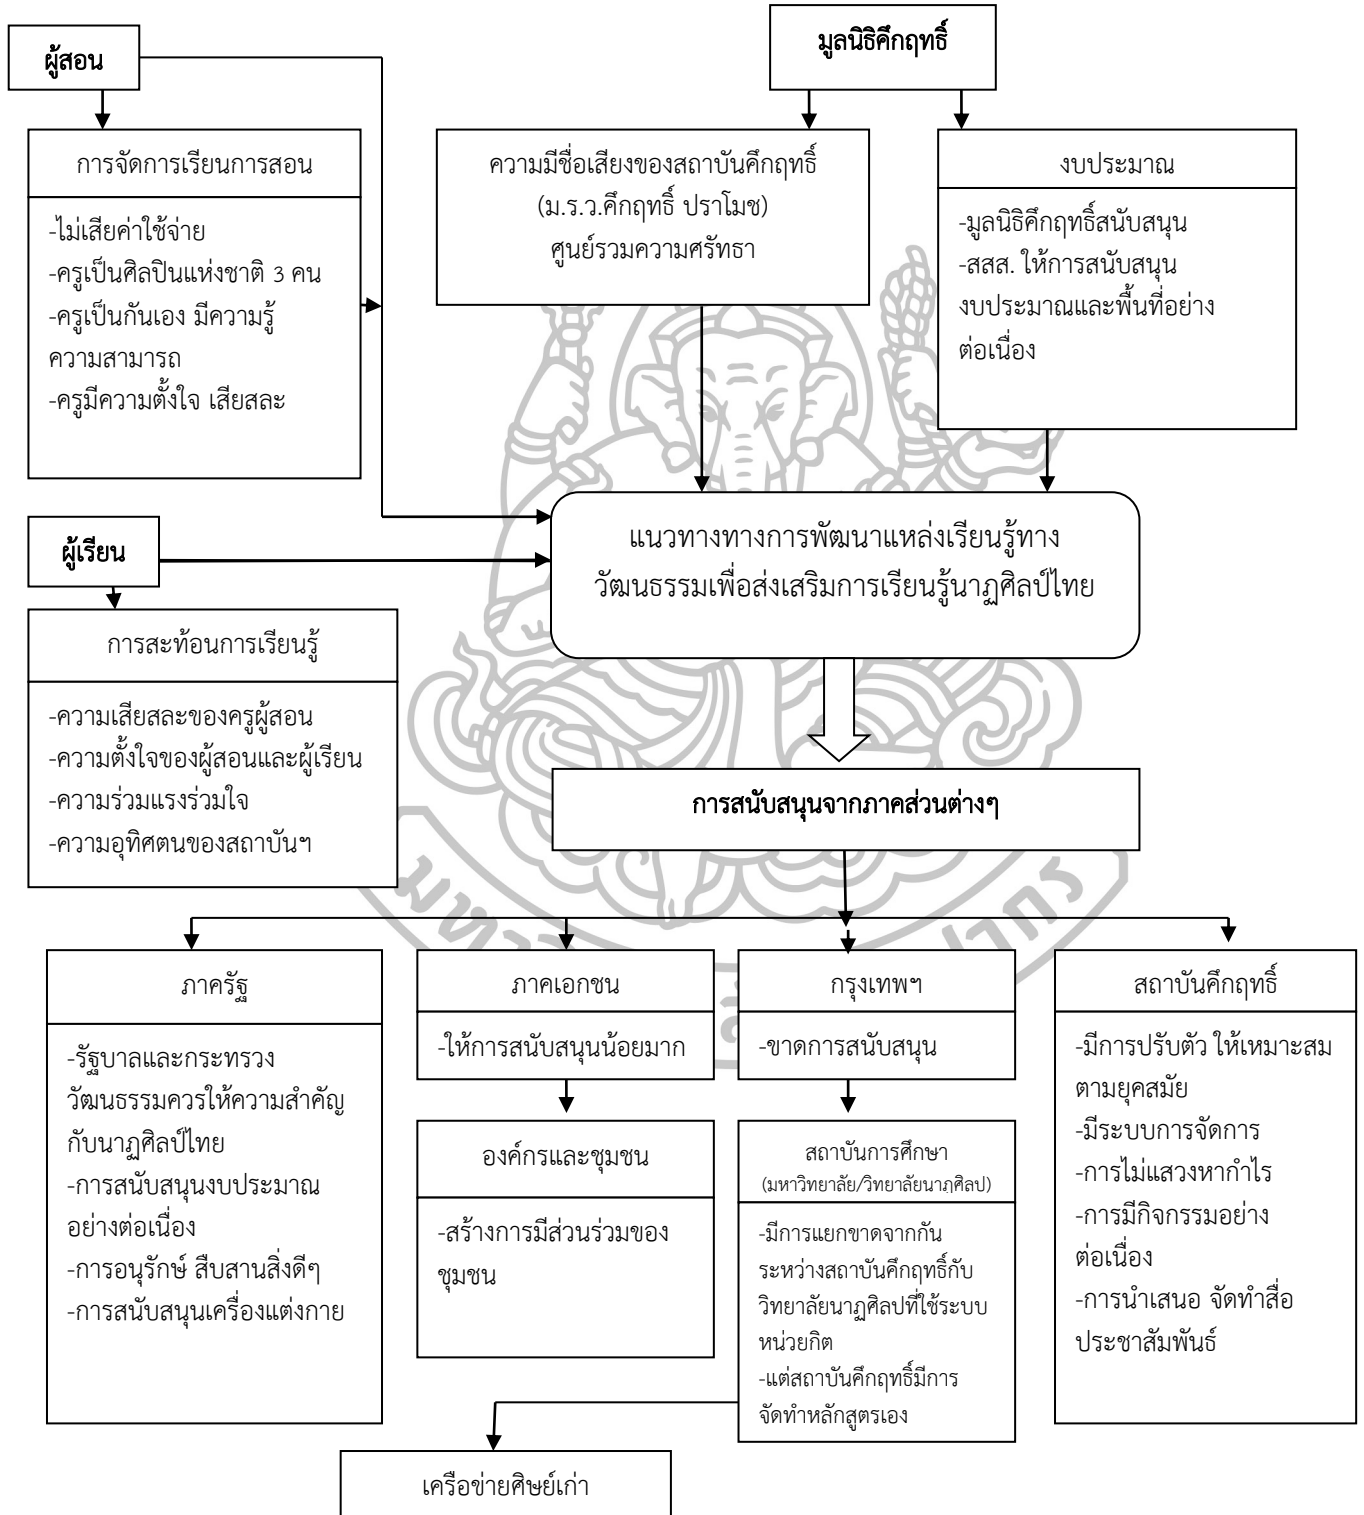 ผู้สอน
มูลนิธิคึกฤทธิ์
การจัดการเรียนการสอน
-ไม่เสียค่าใช้จ่าย
-ครูเป็นศิลปินแห่งชาติ 3 คน
-ครูเป็นกันเอง มีความรู้
ความสามารถ
-ครูมีความตั้งใจ เสียสละ
ความมีชื่อเสียงของสถาบันคึกฤทธิ์
(ม.ร.ว.คึกฤทธิ์ ปราโมช)
ศูนย์รวมความศรัทธา
งบประมาณ
-มูลนิธิคึกฤทธิ์สนับสนุน
-สสส. ให้การสนับสนุน
งบประมาณและพื้นที่อย่าง
ต่อเนื่อง
ผู้เรียน
แนวทางทางการพัฒนาแหล่งเรียนรู้ทาง
วัฒนธรรมเพื่อส่งเสริมการเรียนรู้นาฏศิลป์ไทย
การสะท้อนการเรียนรู้
-ความเสียสละของครูผู้สอน
-ความตั้งใจของผู้สอนและผู้เรียน
-ความร่วมแรงร่วมใจ
-ความอุทิศตนของสถาบันฯ
การสนับสนุนจากภาคส่วนต่างๆ
ภาครัฐ
-รัฐบาลและกระทรวง
วัฒนธรรมควรให้ความสำคัญ
กับนาฏศิลป์ไทย
-การสนับสนุนงบประมาณ
อย่างต่อเนื่อง
-การอนุรักษ์ สืบสานสิ่งดีๆ
-การสนับสนุนเครื่องแต่งกาย
ภาคเอกชน
-ให้การสนับสนุนน้อยมาก
องค์กรและชุมชน
-สร้างการมีส่วนร่วมของ
ชุมชน
กรุงเทพฯ
-ขาดการสนับสนุน
สถาบันการศึกษา
(มหาวิทยาลัย/วิทยาลัยนาฏศิลป)
-มีการแยกขาดจากกัน
ระหว่างสถาบันคึกฤทธิ์กับ
วิทยาลัยนาฏศิลปที่ใช้ระบบ
หน่วยกิต
-แต่สถาบันคึกฤทธิ์มีการ
จัดทำหลักสูตรเอง
สถาบันคึกฤทธิ์
-มีการปรับตัว ให้เหมาะสม
ตามยุคสมัย
-มีระบบการจัดการ
-การไม่แสวงหากำไร
-การมีกิจกรรมอย่าง
ต่อเนื่อง
-การนำเสนอ จัดทำสื่อ
ประชาสัมพันธ์
เครือข่ายศิษย์เก่า